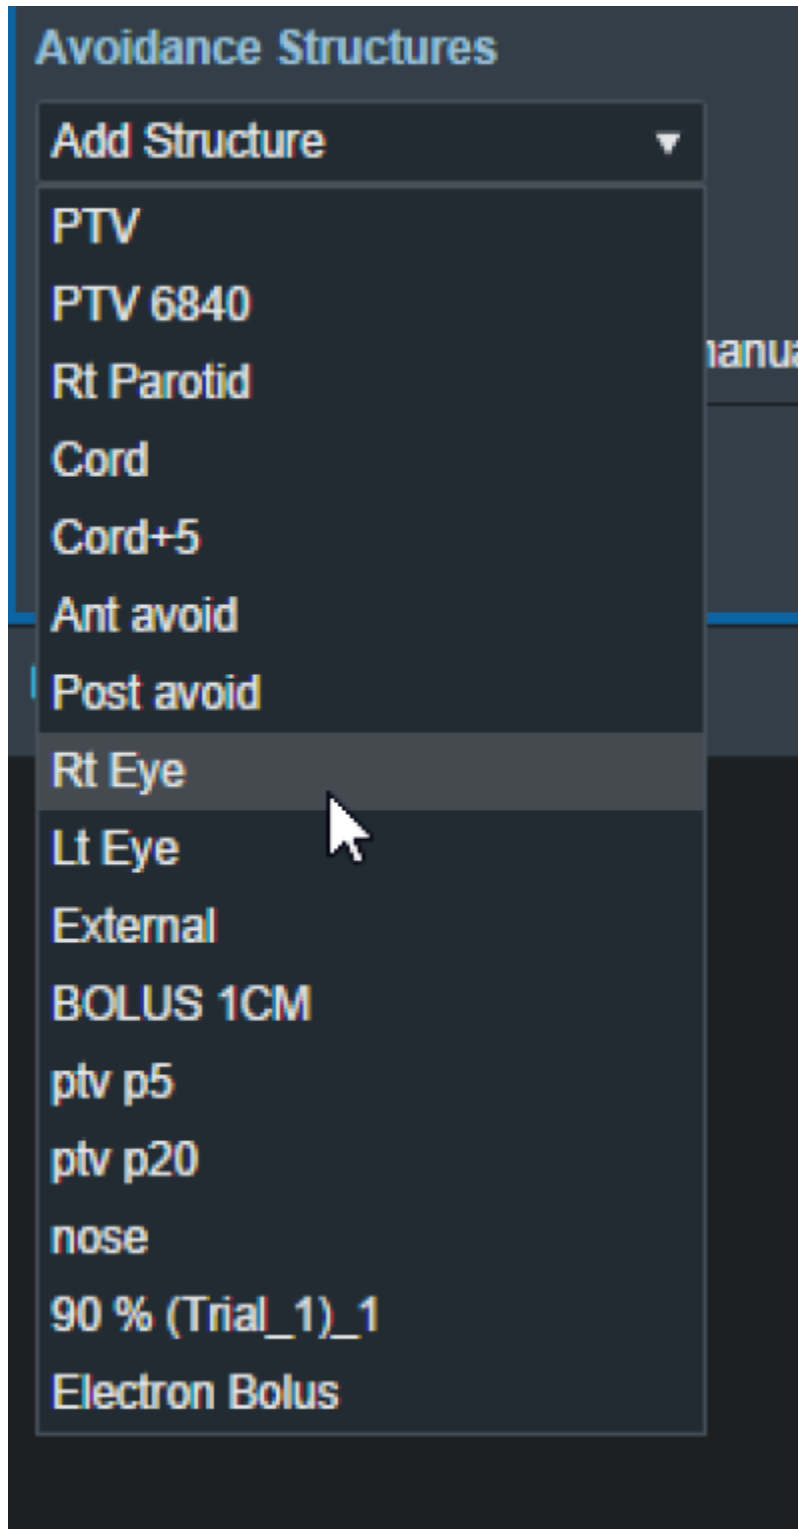 Avoidance Structures
Add Structure
PTV
PTV 6840
Rt Parotid
Cord
Cord+5
Ant avoid
Post avoid
Rt Eye
Lt Eye
External
BOLUS 1CM
ptv p5
ptv p20
nose
90 % (Trial_1)_1
Electron Bolus